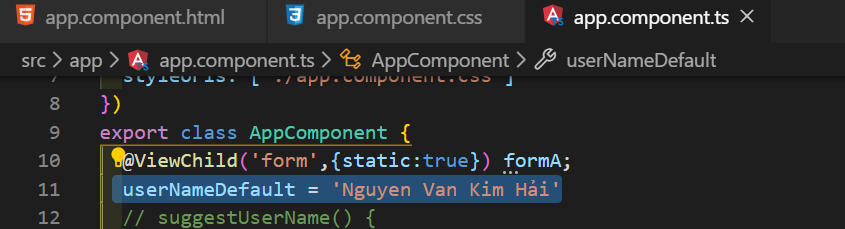 app.component.html app.component.css app.component.ts
src > app > app.component.ts > AppComponent > userNameDefault
7 styleUrls: [ './app.component.css' ]
8 })
9 export class AppComponent {
10 @ViewChild('form',{static:true}) formA;
11 userNameDefault = 'Nguyen Van Kim Hải'
12 // suggestUserName() {